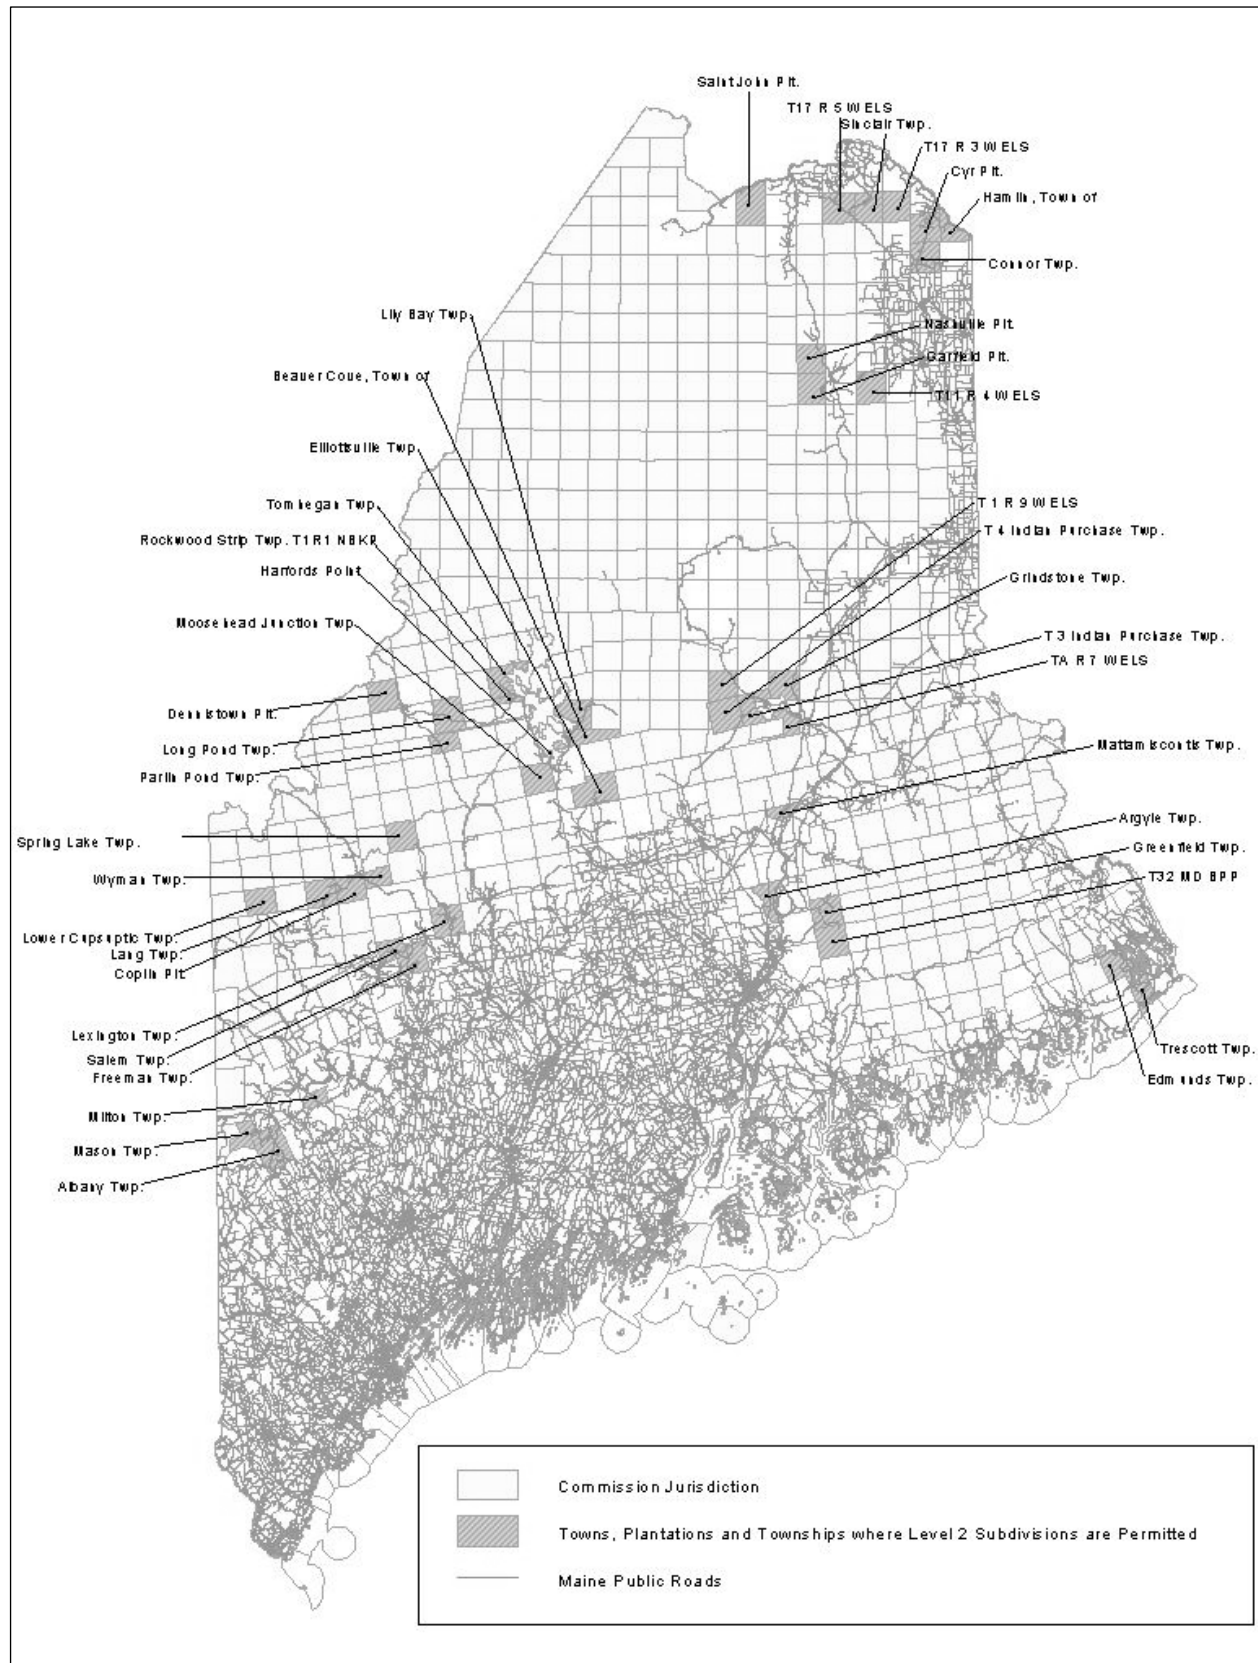 Saint John Plt.
T17 R 5 WELS
Sinclair Twp.
T17 R 3 WELS
Cyr Plt.
Hamlin, Town of
Connor Twp.
Lily Bay Twp.
Nashville Plt.
Garfield Plt.
Beaver Cove, Town of
T11 R 4 WELS
Elliottsville Twp.
Tomhegan Twp.
T 1 R 9 WELS
T 4 Indian Purchase Twp.
Rockwood Strip Twp. T1R1 NBKP
Harfords Point
Grindstone Twp.
Moosehead Junction Twp.
T 3 Indian Purchase Twp.
TA R 7 WELS
Dennistown Plt.
Long Pond Twp.
Mattamiscontis Twp.
Parlin Pond Twp.
Argyle Twp.
Spring Lake Twp.
Greenfield Twp.
Wyman Twp.
T32 MD BPP
Lower Cupsuptic Twp.
Lang Twp.
Coplin Plt.
Lexington Twp.
Trescott Twp.
Salem Twp.
Freeman Twp.
Edmunds Twp.
Milton Twp.
Mason Twp.
Albany Twp.
Commission Jurisdiction
Towns, Plantations and Townships where Level 2 Subdivisions are Permitted
Maine Public Roads